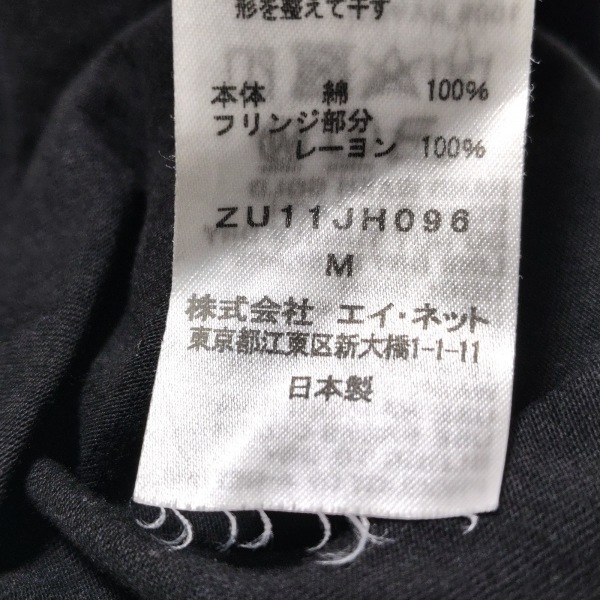 形を整えて干す
本体　綿　100%
フリンジ部分
レーヨン 100%
ZU11JH096
M
株式会社 エイ・ネット
東京都江東区新大橋1-1-11
日本製